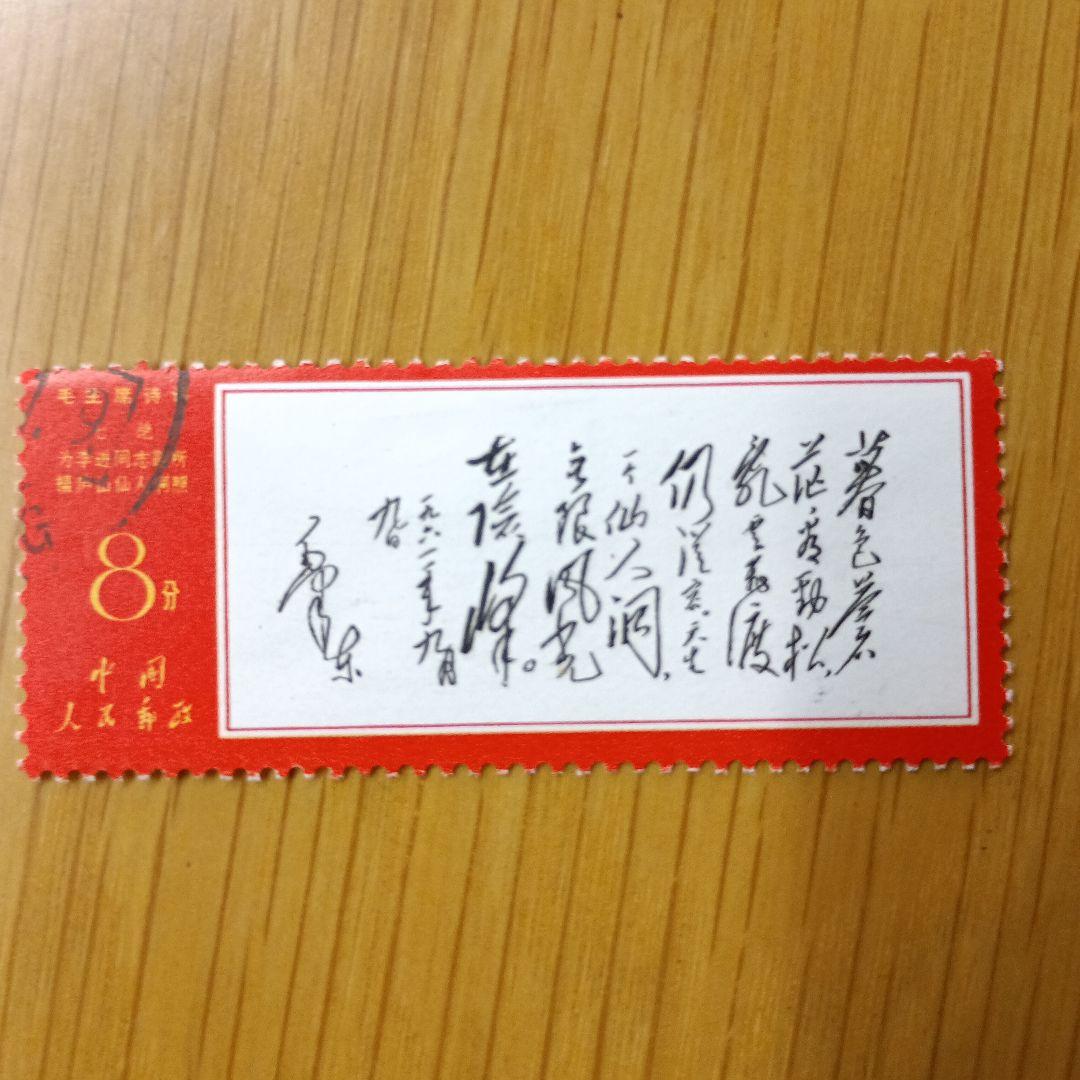 毛主席诗词
七绝
为李进同志题所
摄庐山仙人洞照
8分
中国
人民邮政
暮色苍
茫看劲松，
乱云飞渡
仍从容。天生
一个仙人洞，
无限风光
在险峰。
一九六一年九月
九日
毛泽东